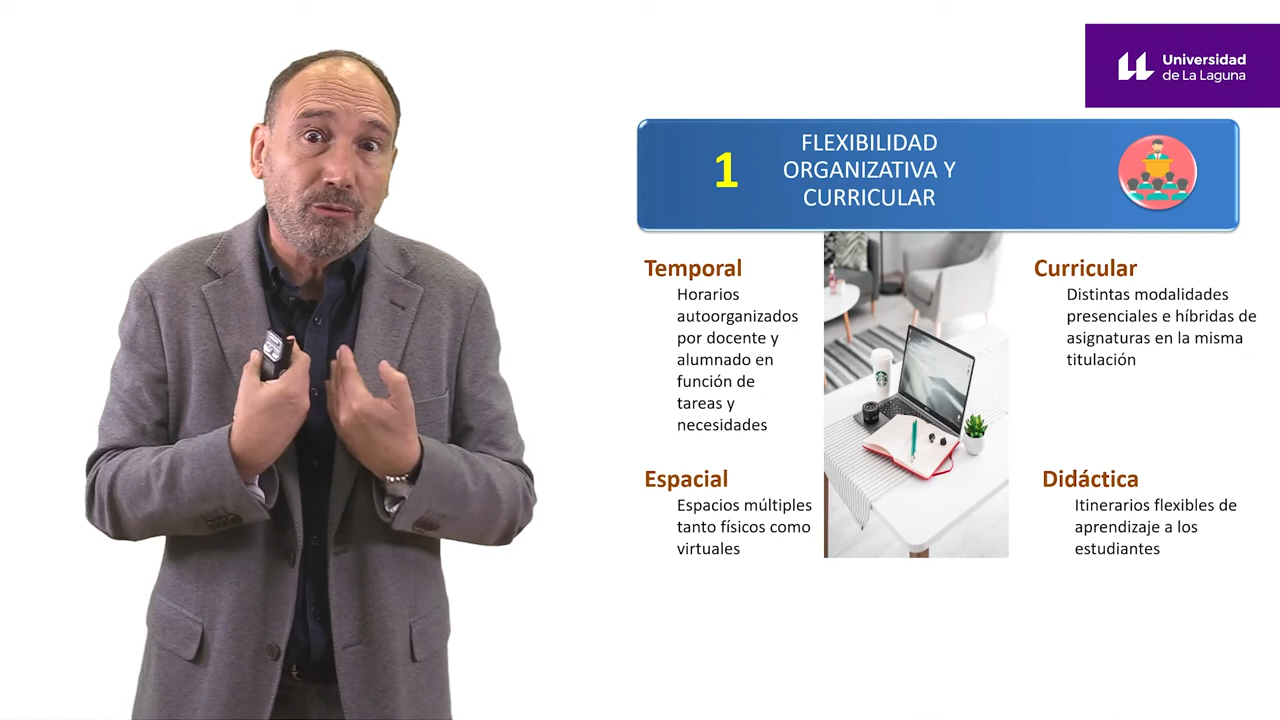 Universidad
de La Laguna
1
FLEXIBILIDAD
ORGANIZATIVA Y
CURRICULAR
Temporal
Horarios
autoorganizados
por docente y
alumnado en
función de
tareas y
necesidades
Espacial
Espacios múltiples
tanto físicos como
virtuales
Curricular
Distintas modalidades
presenciales e híbridas de
asignaturas en la misma
titulación
Didáctica
Itinerarios flexibles de
aprendizaje a los
estudiantes